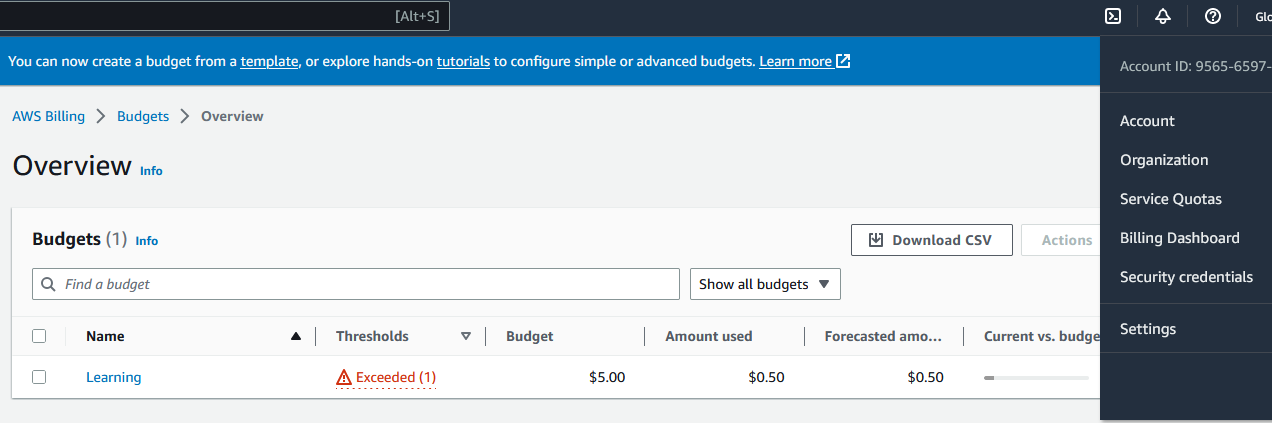 [Alt+S]
Glo
You can now create a budget from a template, or explore hands-on tutorials to configure simple or advanced budgets. Learn more
Account ID: 9565-6597-
AWS Billing > Budgets > Overview
Account
Organization
Service Quotas
Billing Dashboard
Security credentials
Settings
Overview Info
Budgets (1) Info
Download CSV
Actions
Find a budget
Show all budgets
Name Thresholds Budget Amount used Forecasted amo... Current vs. budge
Learning Exceeded (1) $5.00 $0.50 $0.50